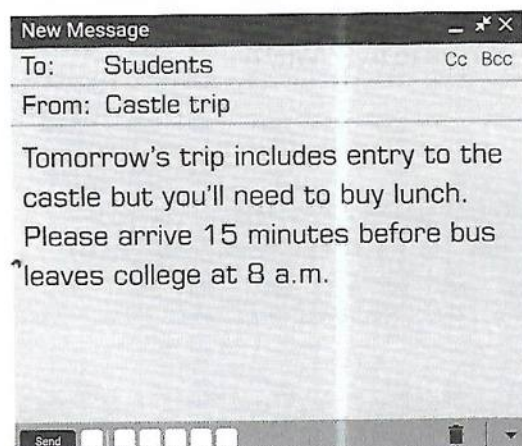 New Message
To: Students Cc Bcc
From: Castle trip
Tomorrow's trip includes entry to the
castle but you'll need to buy lunch.
Please arrive 15 minutes before bus
leaves college at 8 a.m.
Send